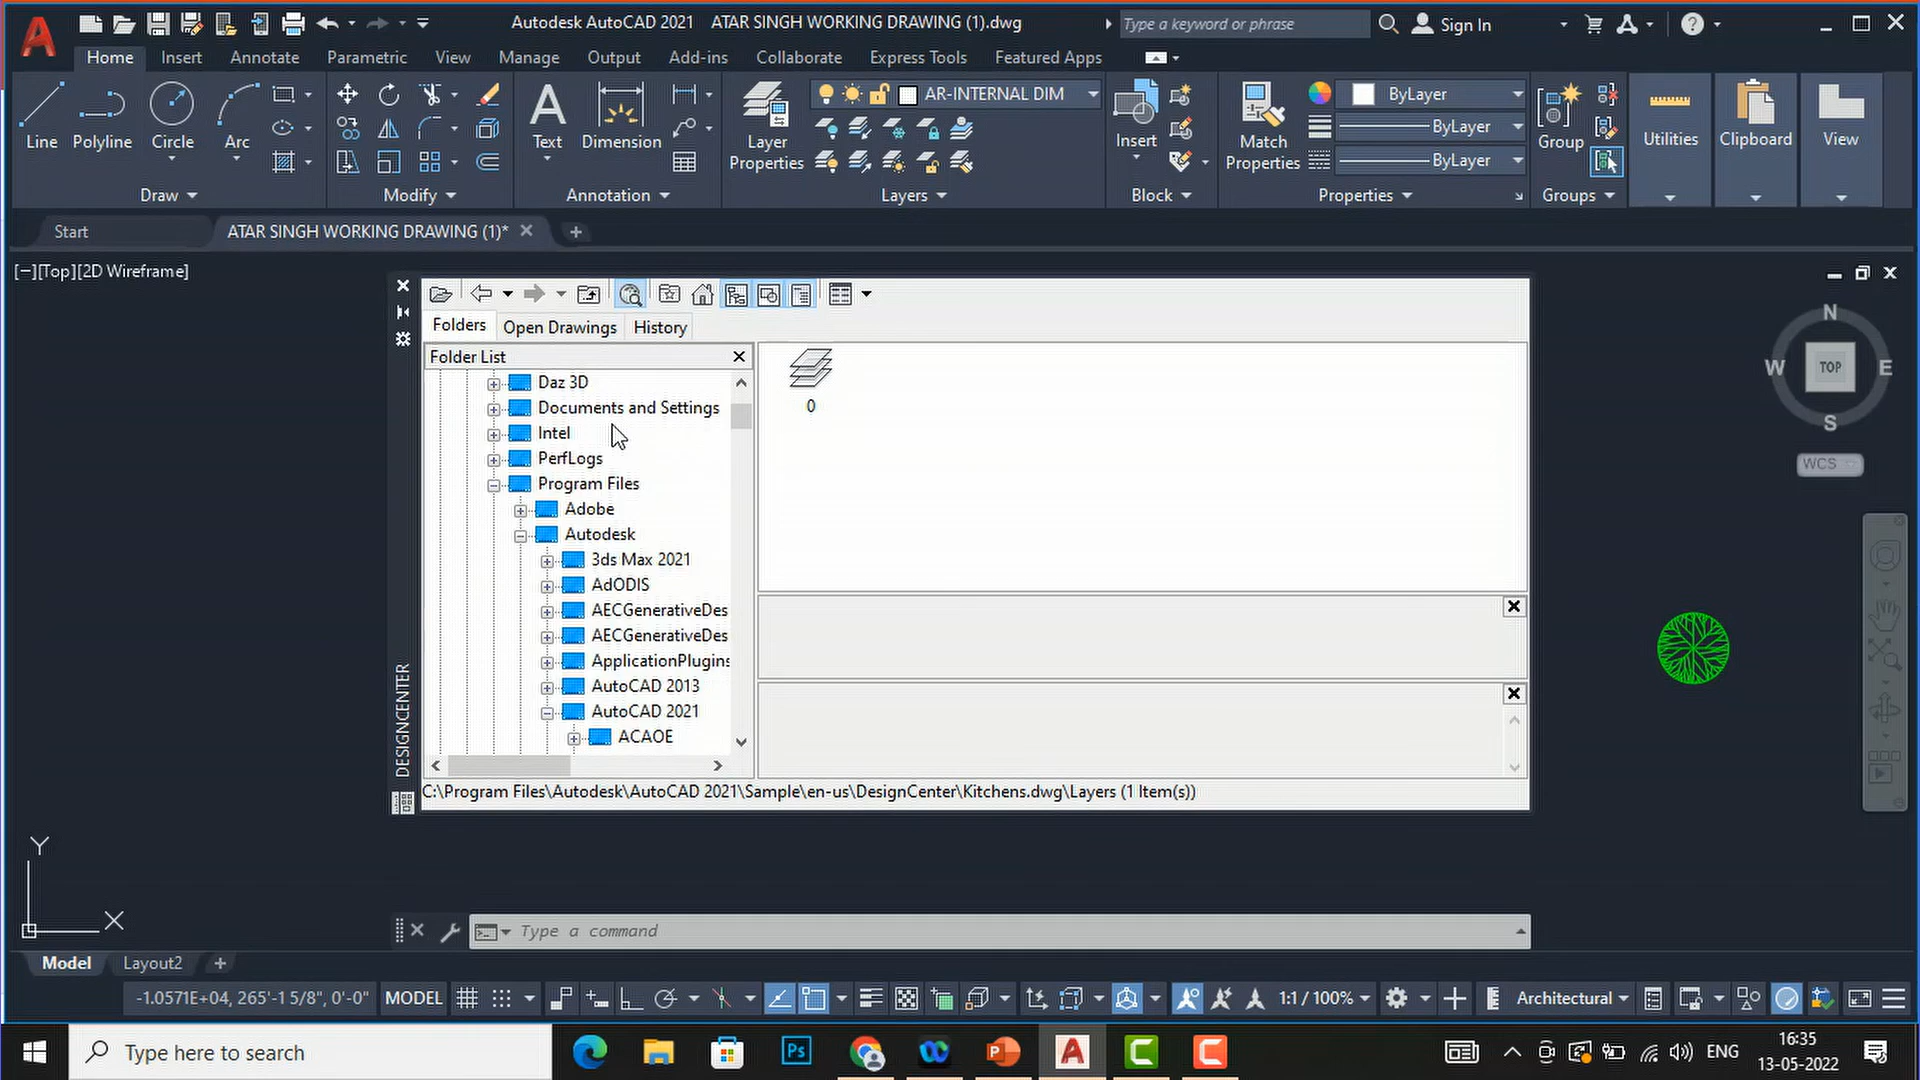 Autodesk AutoCAD 2021 ATAR SINGH WORKING DRAWING (1).dwg
Type a keyword or phrase
Sign In
Home Insert Annotate Parametric View Manage Output Add-ins Collaborate Express Tools Featured Apps
Line Polyline Circle Arc
Text Dimension
Layer Properties
AR-INTERNAL DIM
Insert
Match Properties
ByLayer
ByLayer
ByLayer
Group
Utilities
Clipboard
View
Draw Modify Annotation Layers Block Properties Groups
Start ATAR SINGH WORKING DRAWING (1)*
[−][Top][2D Wireframe]
Folders Open Drawings History
Folder List
Daz 3D
Documents and Settings
Intel
PerfLogs
Program Files
Adobe
Autodesk
3ds Max 2021
AdODIS
AECGenerativeDes
AECGenerativeDes
ApplicationPlugins
AutoCAD 2013
AutoCAD 2021
ACAOE
0
DESIGNCENTER
C:\Program Files\Autodesk\AutoCAD 2021\Sample\en-us\DesignCenter\Kitchens.dwg\Layers (1 Item(s))
N
W TOP E
S
WCS
Y
X
Type a command
Model Layout2
-1.0571E+04, 265'-1 5/8", 0'-0" MODEL 1:1 / 100% Architectural
Type here to search
Ps
ENG
16:35
13-05-2022